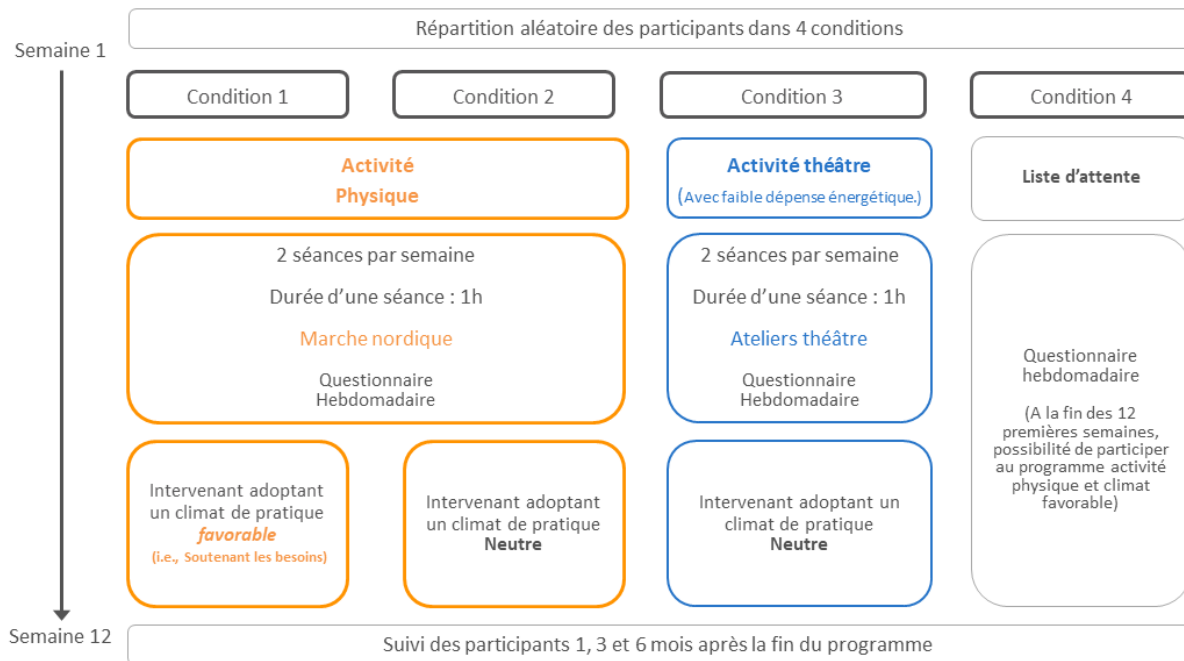 Répartition aléatoire des participants dans 4 conditions
Semaine 1
Condition 1
Condition 2
Condition 3
Condition 4
Activité
Physique
Activité théâtre
(Avec faible dépense énergétique.)
Liste d'attente
2 séances par semaine
Durée d'une séance : 1h
Marche nordique
Questionnaire
Hebdomadaire
2 séances par semaine
Durée d'une séance : 1h
Ateliers théâtre
Questionnaire
Hebdomadaire
Questionnaire
hebdomadaire
(A la fin des 12
premières semaines,
possibilité de participer
au programme activité
physique et climat
favorable)
Intervenant adoptant
un climat de pratique
favorable
(i.e., Soutenant les besoins)
Intervenant adoptant
un climat de pratique
Neutre
Intervenant adoptant un
climat de pratique
Neutre
Semaine 12
Suivi des participants 1, 3 et 6 mois après la fin du programme